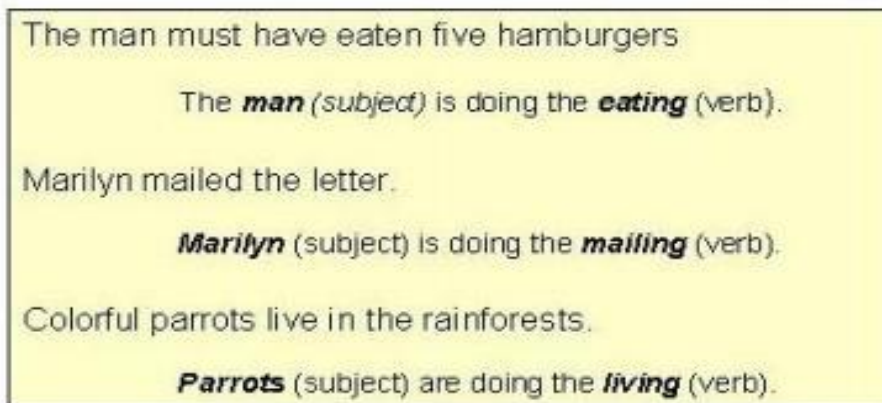 The man must have eaten five hamburgers
The man (subject) is doing the eating (verb}.
Marilyn mailed the letter.
Marilyn (subject) is doing the mailing (verb).
Colorful parrots live in the rainforests.
Parrots (subject) are doing the living (verb).